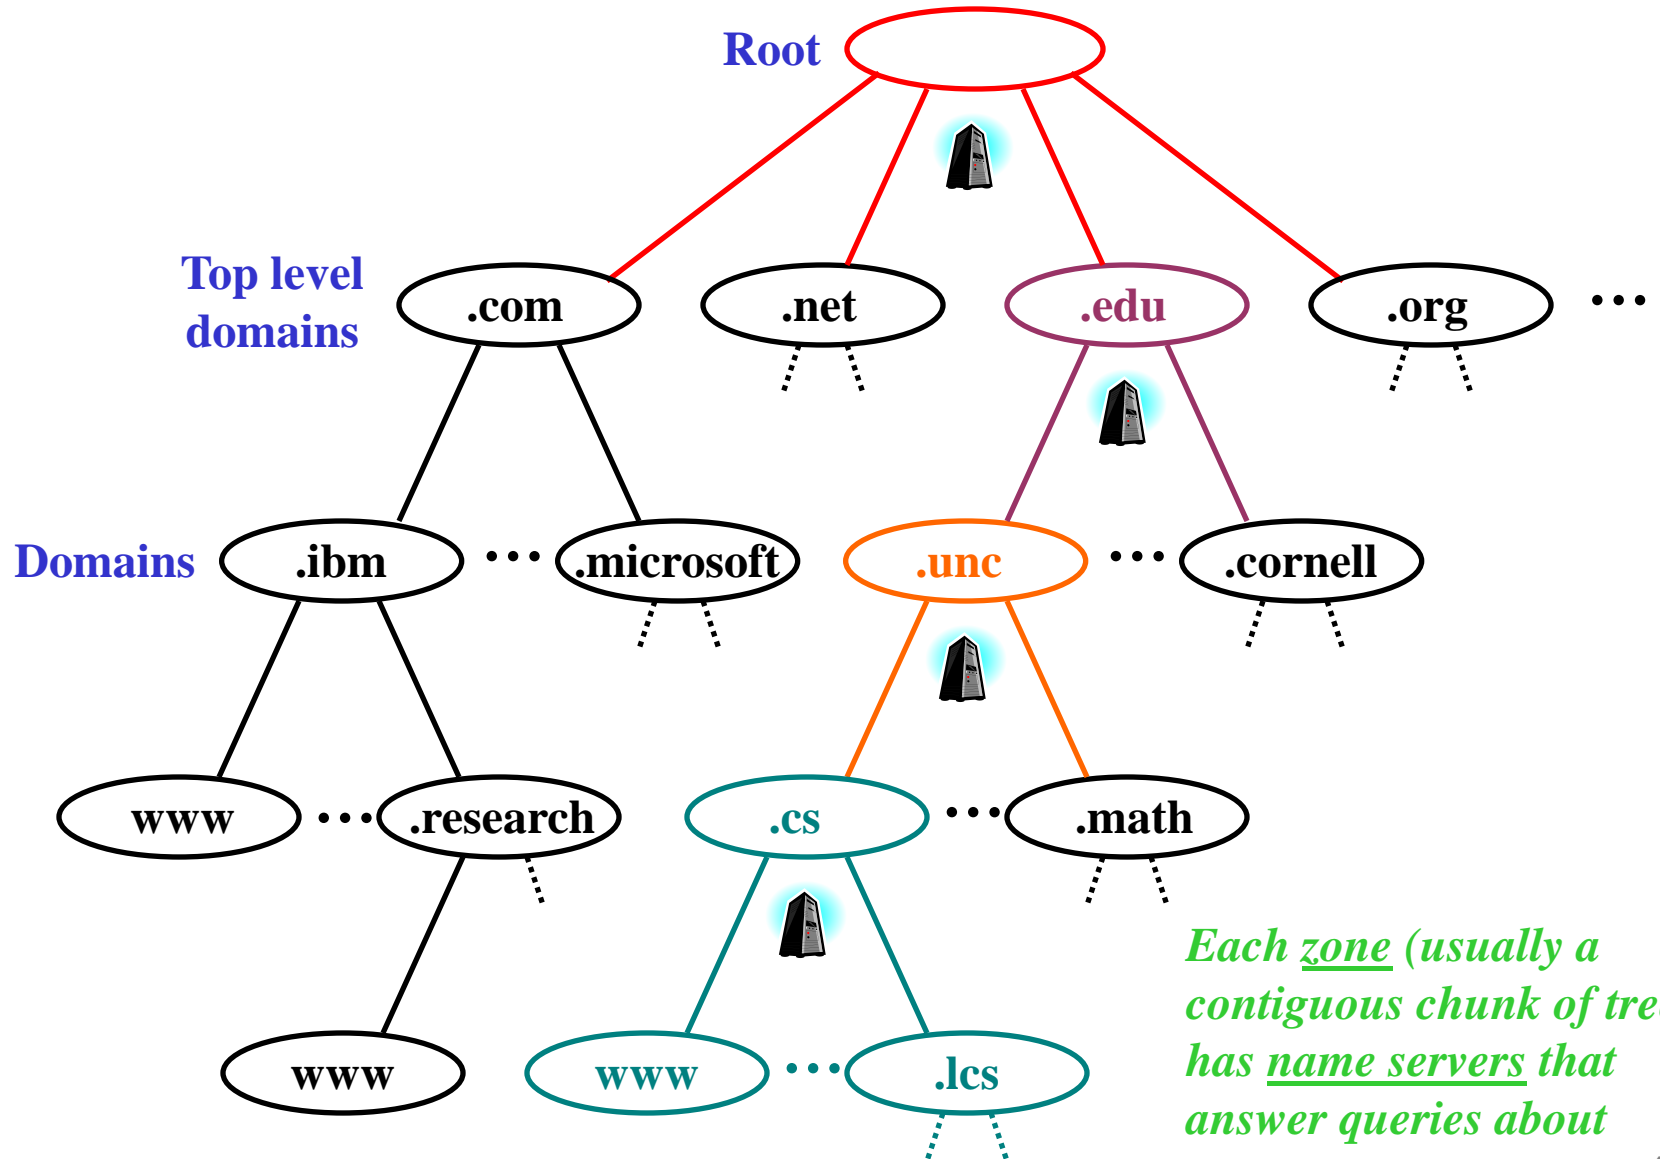 Root
Top level
domains
.com
.net
.edu
.org
...
Domains
.ibm
...
.microsoft
.unc
...
.cornell
www
...
.research
.cs
...
.math
www
www
...
.lcs
Each zone (usually a
contiguous chunk of tre
has name servers that
answer queries about